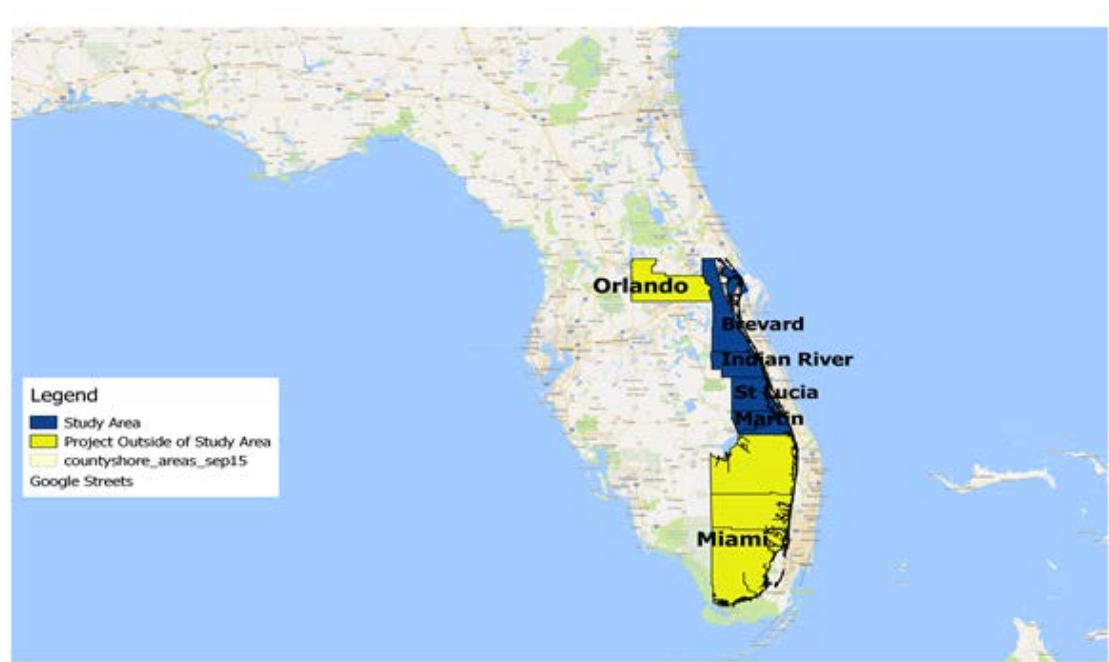 Orlando
Brevard
Indian River
St Lucia
Martin
Miami
Legend
Study Area
Project Outside of Study Area
countyshore_areas_sep15
Google Streets